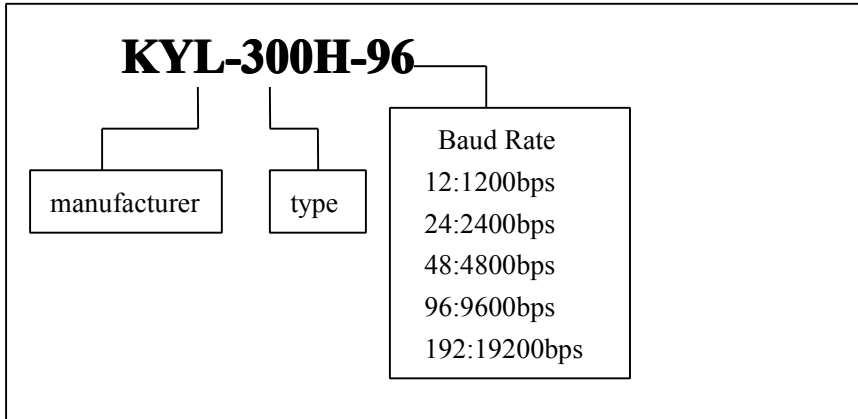 KYL-300H-96
manufacturer
type
Baud Rate
12:1200bps
24:2400bps
48:4800bps
96:9600bps
192:19200bps